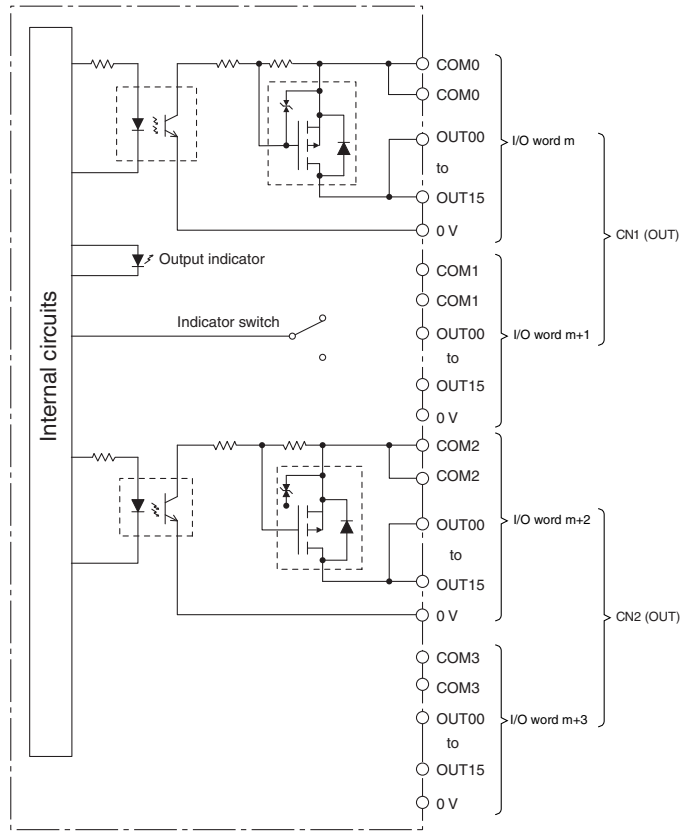 COM0
COM0
OUT00
I/O word m
to
OUT15
0 V
CN1 (OUT)
Output indicator
COM1
COM1
Indicator switch
OUT00
I/O word m+1
to
OUT15
0 V
Internal circuits
COM2
COM2
OUT00
I/O word m+2
to
OUT15
0 V
CN2 (OUT)
COM3
COM3
OUT00
I/O word m+3
to
OUT15
0 V